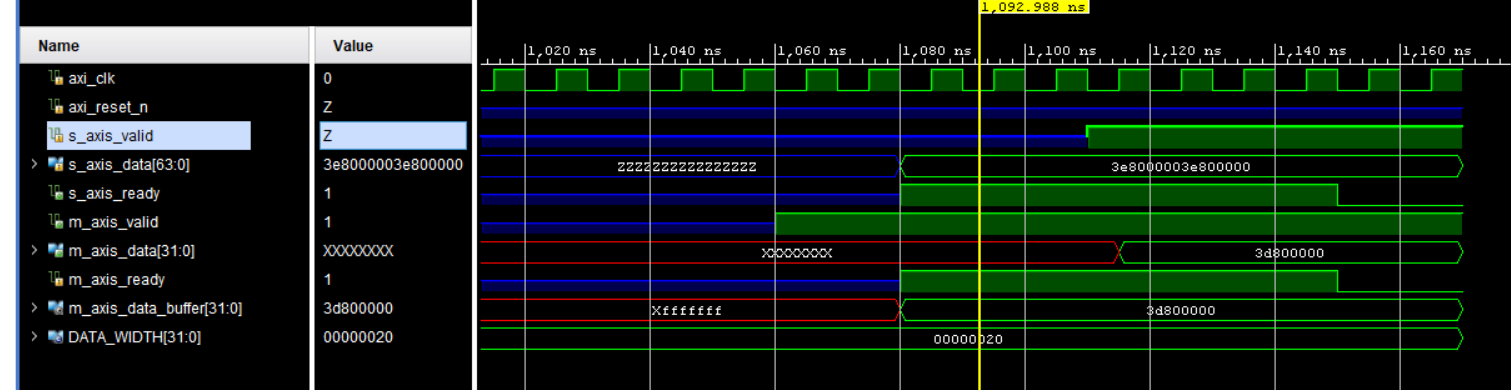 1,092.988 ns
Name Value
1,020 ns 1,040 ns 1,060 ns 1,080 ns 1,100 ns 1,120 ns 1,140 ns 1,160 ns
axi_clk 0
axi_reset_n Z
s_axis_valid Z
s_axis_data[63:0] 3e8000003e800000 ZZZZZZZZZZZZZZZZ 3e8000003e800000
s_axis_ready 1
m_axis_valid 1
m_axis_data[31:0] XXXXXXXX XXXXXXXX 3d800000
m_axis_ready 1
m_axis_data_buffer[31:0] 3d800000 Xfffffff 3d800000
DATA_WIDTH[31:0] 00000020 00000020